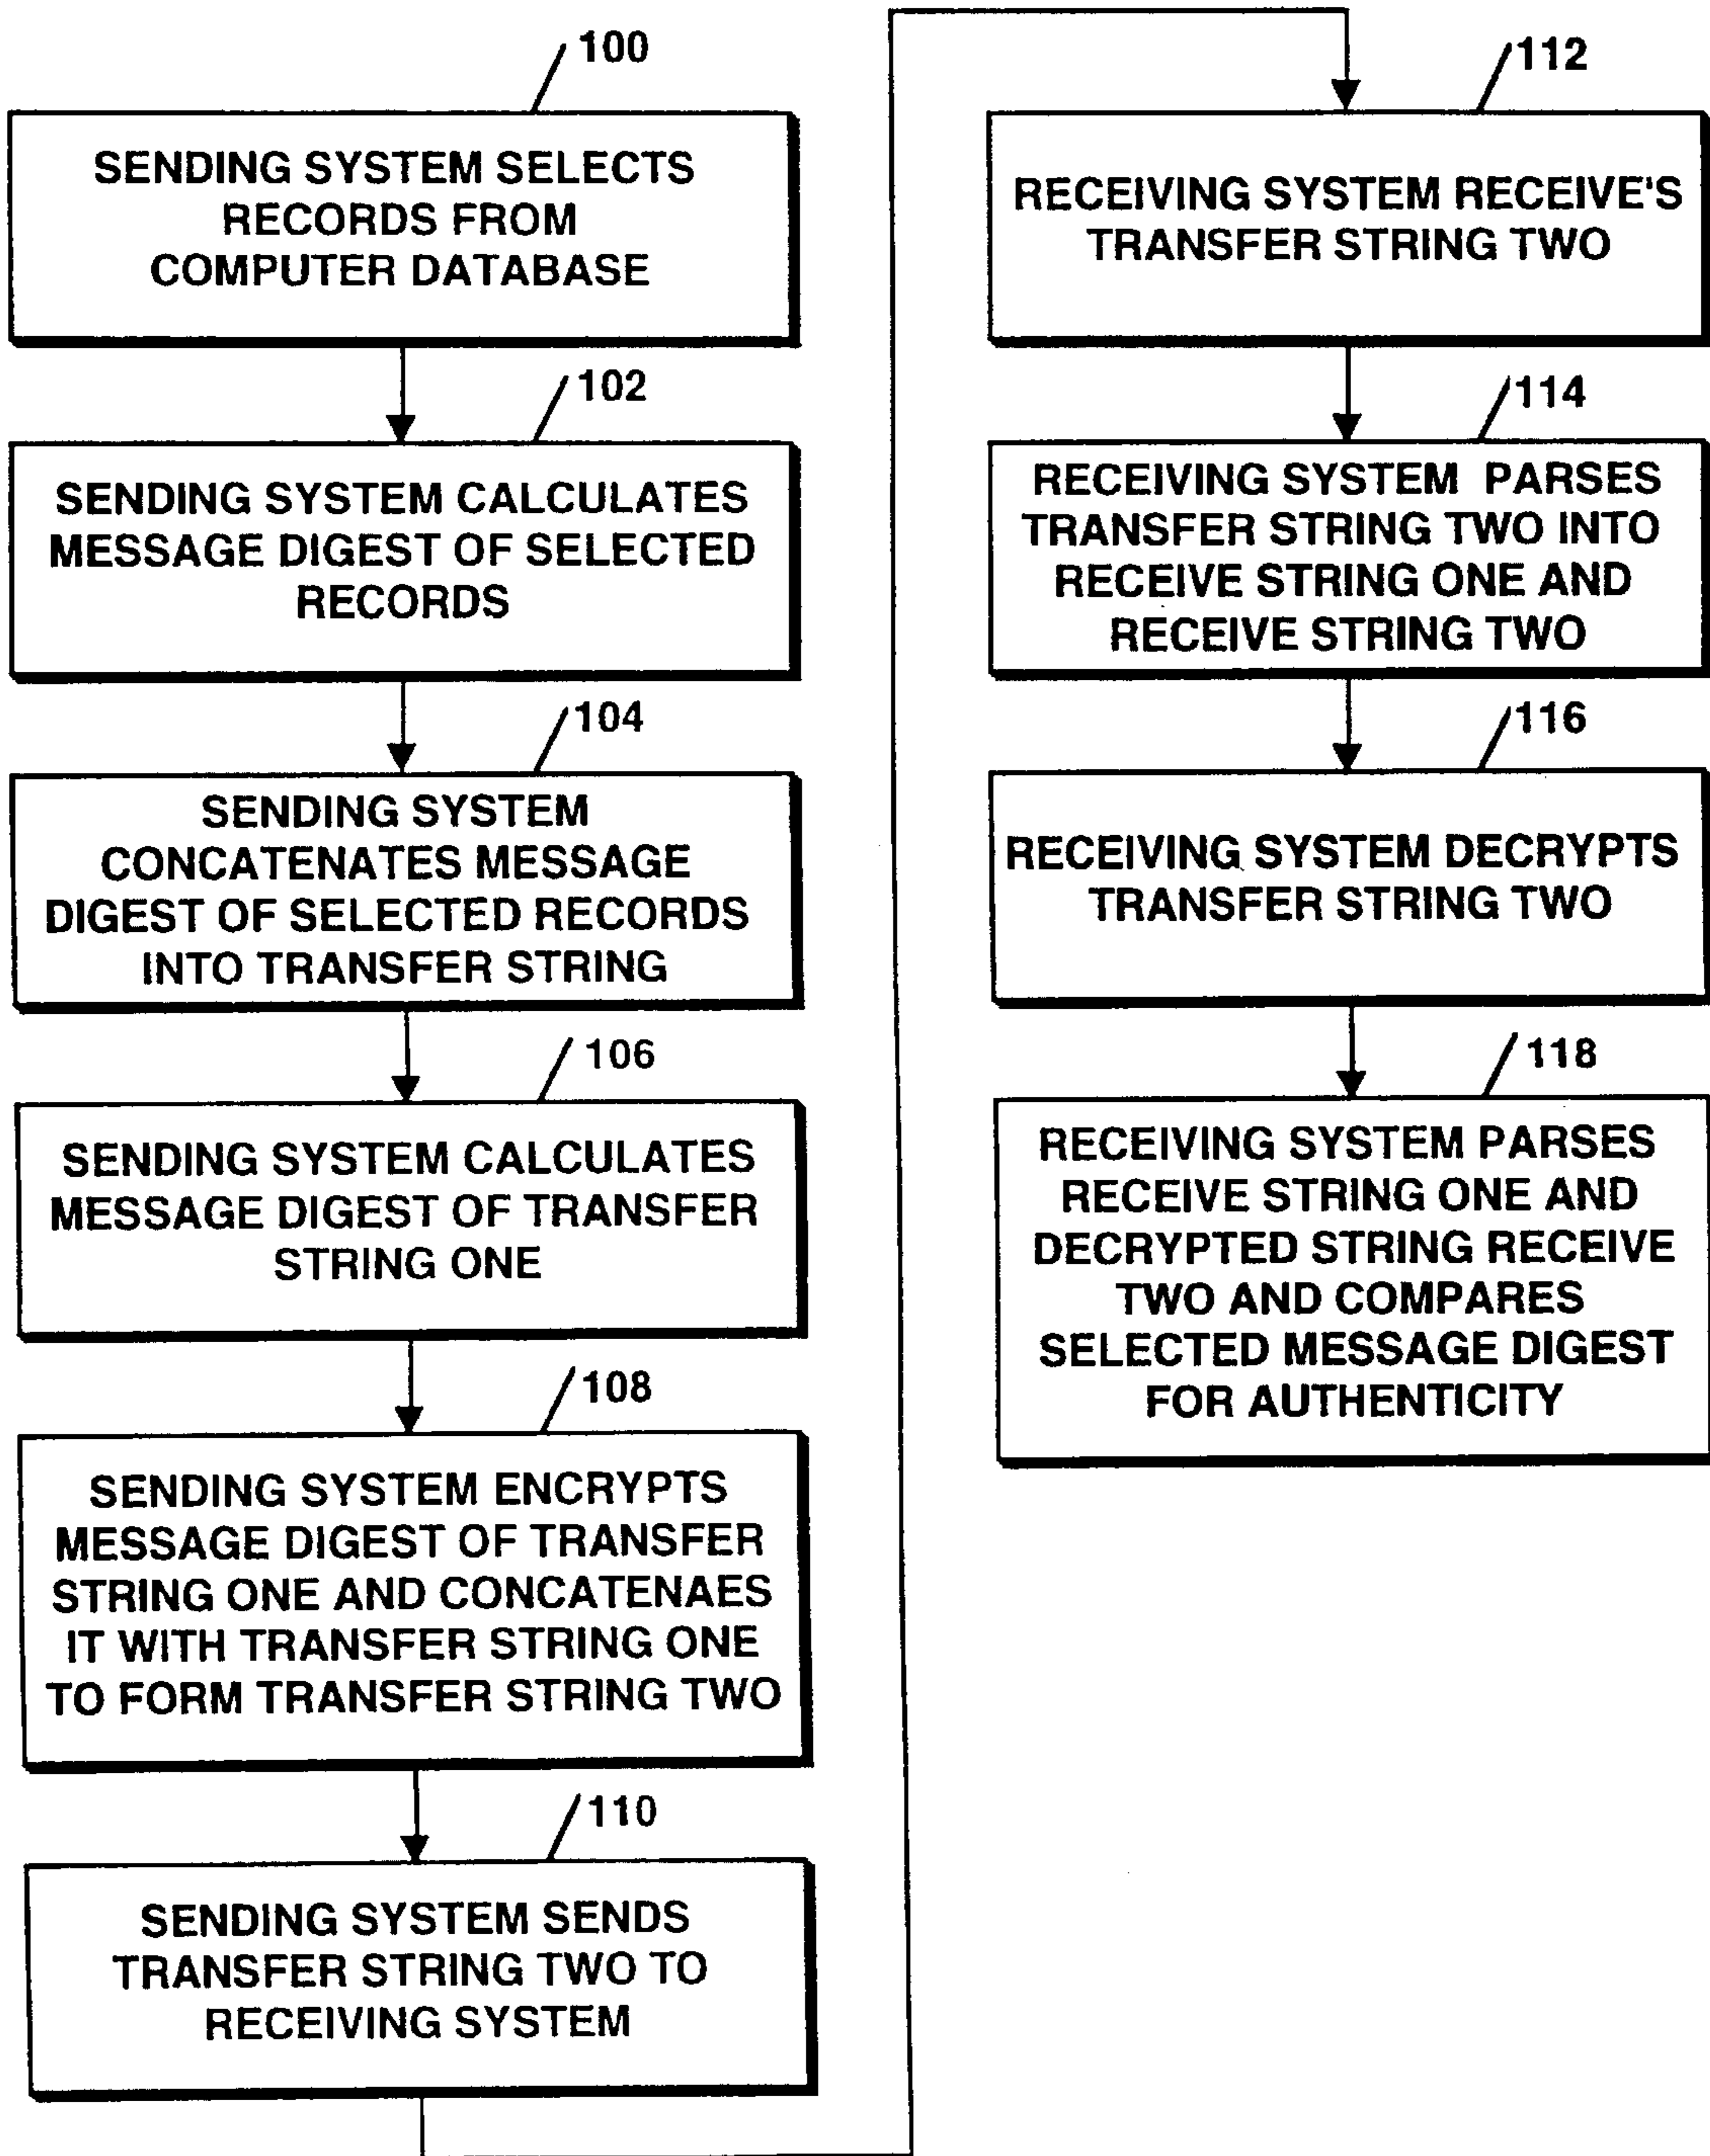 100
SENDING SYSTEM SELECTS
RECORDS FROM
COMPUTER DATABASE
102
SENDING SYSTEM CALCULATES
MESSAGE DIGEST OF SELECTED
RECORDS
104
SENDING SYSTEM
CONCATENATES MESSAGE
DIGEST OF SELECTED RECORDS
INTO TRANSFER STRING
106
SENDING SYSTEM CALCULATES
MESSAGE DIGEST OF TRANSFER
STRING ONE
108
SENDING SYSTEM ENCRYPTS
MESSAGE DIGEST OF TRANSFER
STRING ONE AND CONCATENAES
IT WITH TRANSFER STRING ONE
TO FORM TRANSFER STRING TWO
110
SENDING SYSTEM SENDS
TRANSFER STRING TWO TO
RECEIVING SYSTEM
112
RECEIVING SYSTEM RECEIVE'S
TRANSFER STRING TWO
114
RECEIVING SYSTEM PARSES
TRANSFER STRING TWO INTO
RECEIVE STRING ONE AND
RECEIVE STRING TWO
116
RECEIVING SYSTEM DECRYPTS
TRANSFER STRING TWO
118
RECEIVING SYSTEM PARSES
RECEIVE STRING ONE AND
DECRYPTED STRING RECEIVE
TWO AND COMPARES
SELECTED MESSAGE DIGEST
FOR AUTHENTICITY